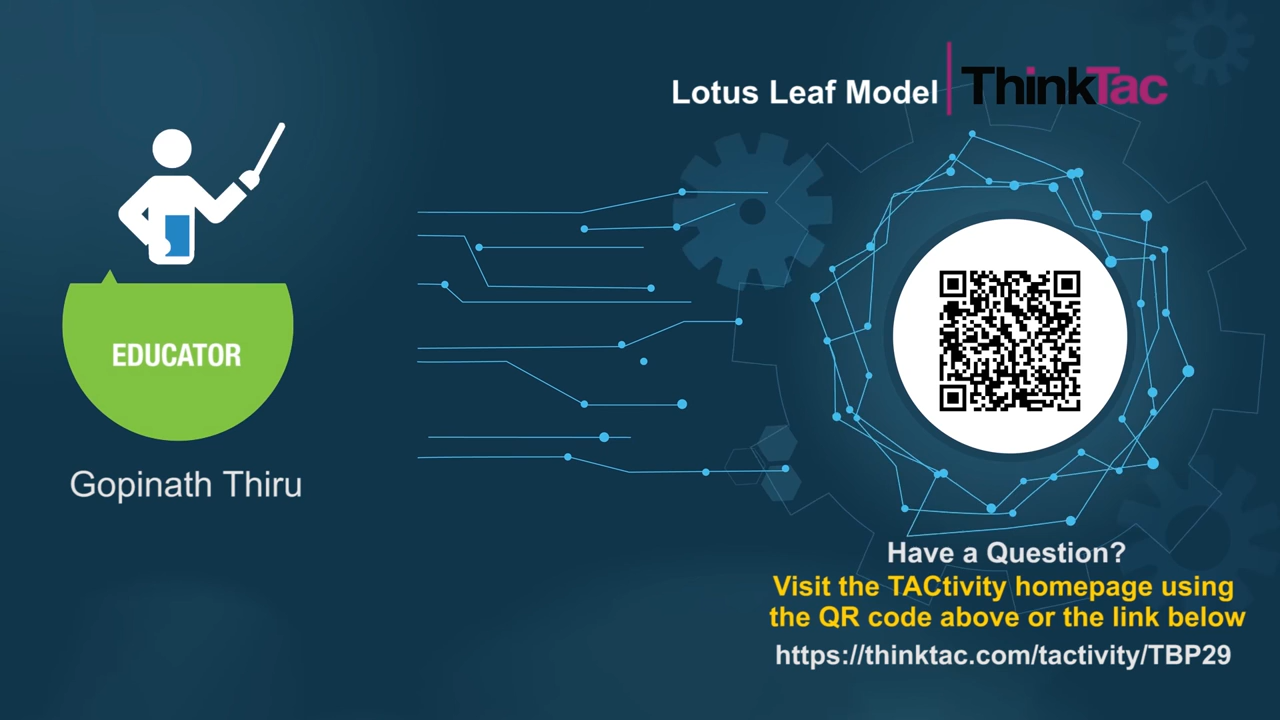 Lotus Leaf Model
ThinkTac
EDUCATOR
Gopinath Thiru
Have a Question?
Visit the TACtivity homepage using
the QR code above or the link below
https://thinktac.com/tactivity/TBP29